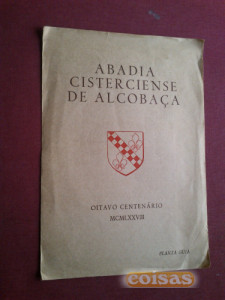 ABADIA
CISTERCIENSE
DE ALCOBAÇA
OITAVO CENTENÁRIO
MCMLXXVIII
coisas